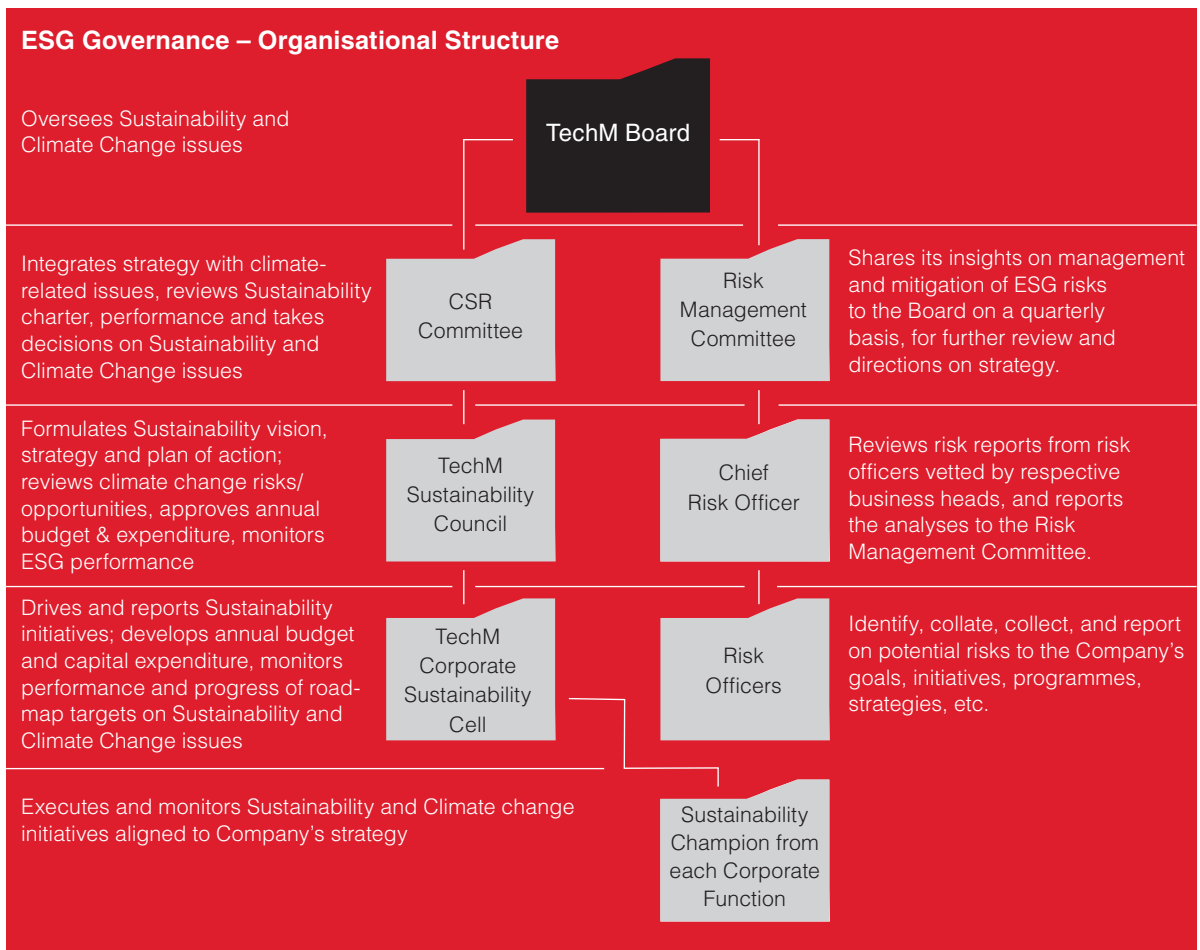 ESG Governance – Organisational Structure
Oversees Sustainability and
Climate Change issues
TechM Board
Integrates strategy with climate-
related issues, reviews Sustainability
charter, performance and takes
decisions on Sustainability and
Climate Change issues
CSR
Committee
Risk
Management
Committee
Shares its insights on management
and mitigation of ESG risks
to the Board on a quarterly
basis, for further review and
directions on strategy.
Formulates Sustainability vision,
strategy and plan of action;
reviews climate change risks/
opportunities, approves annual
budget & expenditure, monitors
ESG performance
TechM
Sustainability
Council
Chief
Risk Officer
Reviews risk reports from risk
officers vetted by respective
business heads, and reports
the analyses to the Risk
Management Committee.
Drives and reports Sustainability
initiatives; develops annual budget
and capital expenditure, monitors
performance and progress of road-
map targets on Sustainability and
Climate Change issues
TechM
Corporate
Sustainability
Cell
Risk
Officers
Identify, collate, collect, and report
on potential risks to the Company's
goals, initiatives, programmes,
strategies, etc.
Executes and monitors Sustainability and Climate change
initiatives aligned to Company's strategy
Sustainability
Champion from
each Corporate
Function